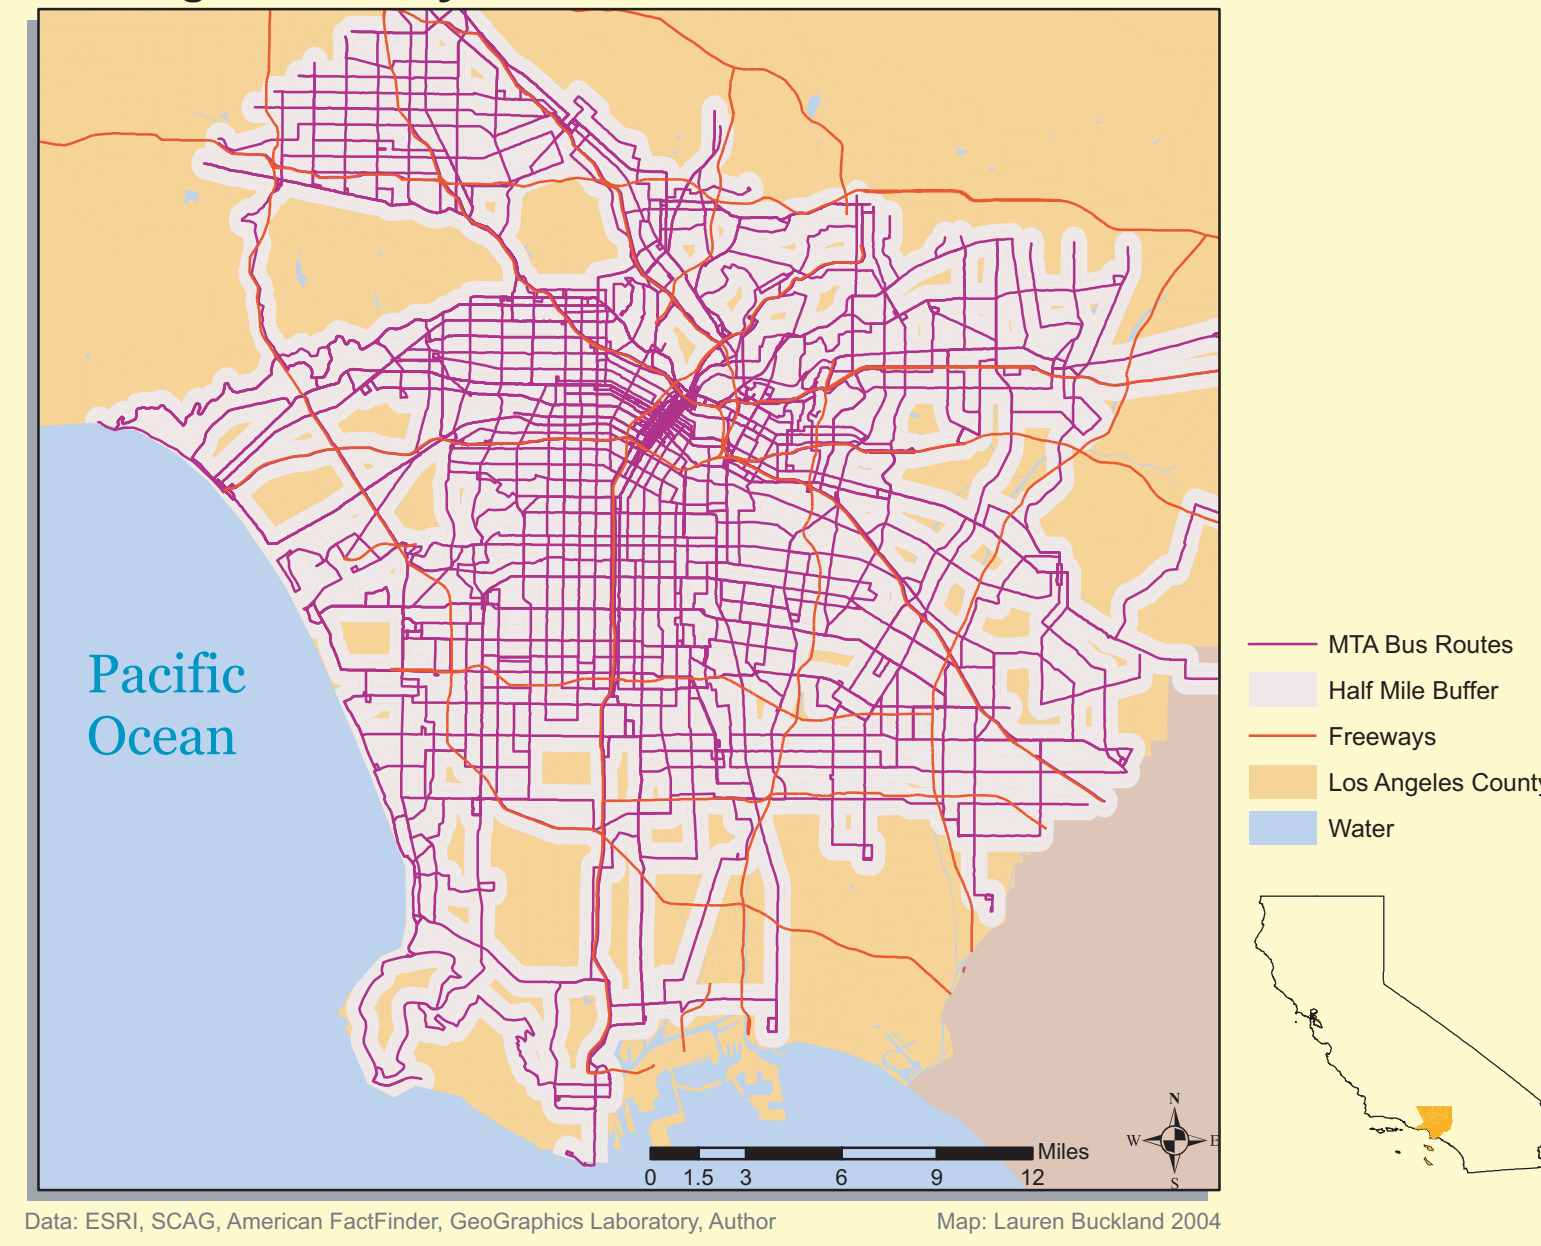 Pacific
Ocean
MTA Bus Routes
Half Mile Buffer
Freeways
Los Angeles County
Water
N
W E
S
Miles
0 1.5 3 6 9 12
Data: ESRI, SCAG, American FactFinder, GeoGraphics Laboratory, Author
Map: Lauren Buckland 2004